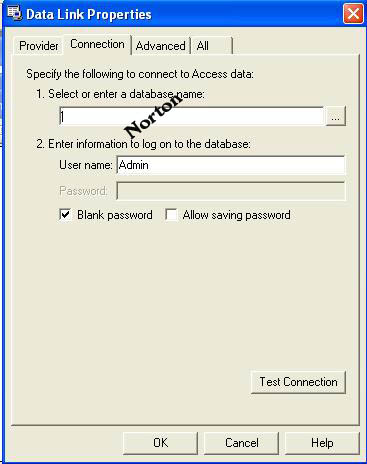 Data Link Properties
Provider Connection Advanced All
Specify the following to connect to Access data:
1. Select or enter a database name:
...
Norton
2. Enter information to log on to the database:
User name: Admin
Password:
Blank password Allow saving password
Test Connection
OK Cancel Help